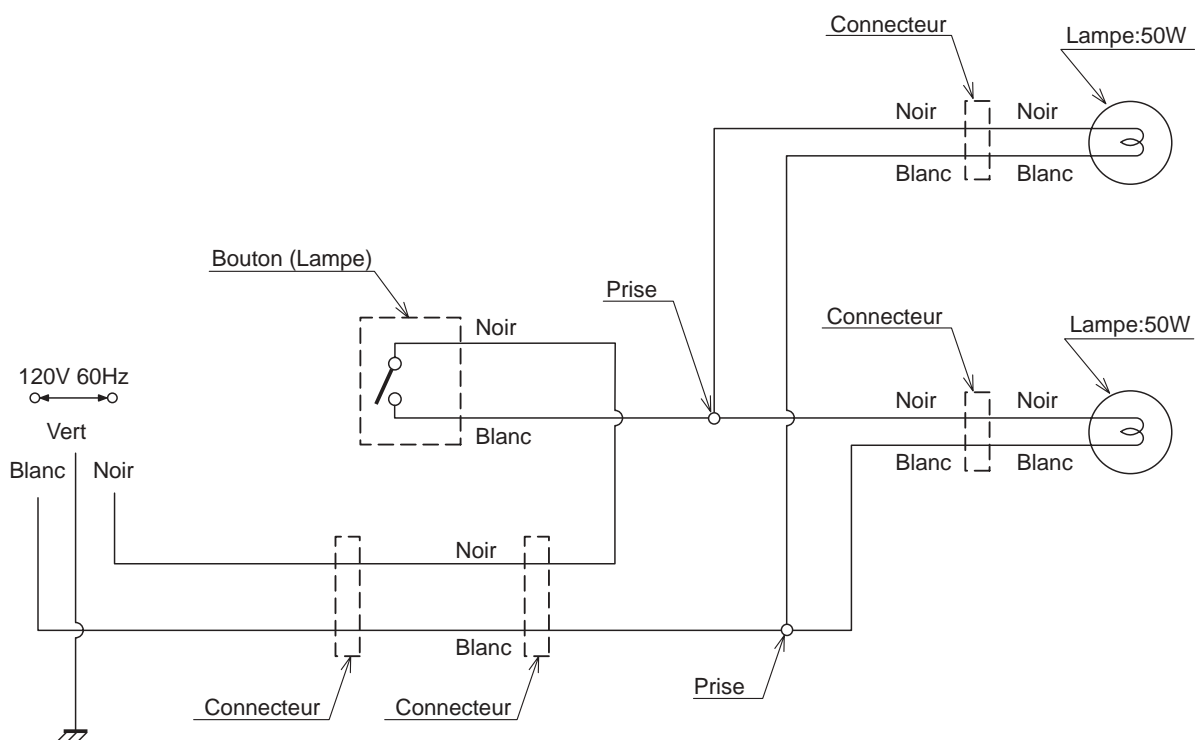 Connecteur
Lampe:50W
Noir
Noir
Blanc
Blanc
Bouton (Lampe)
Prise
Noir
Connecteur
Lampe:50W
120V 60Hz
Noir
Noir
Vert
Blanc
Blanc
Blanc
Blanc
Noir
Noir
Blanc
Prise
Connecteur
Connecteur